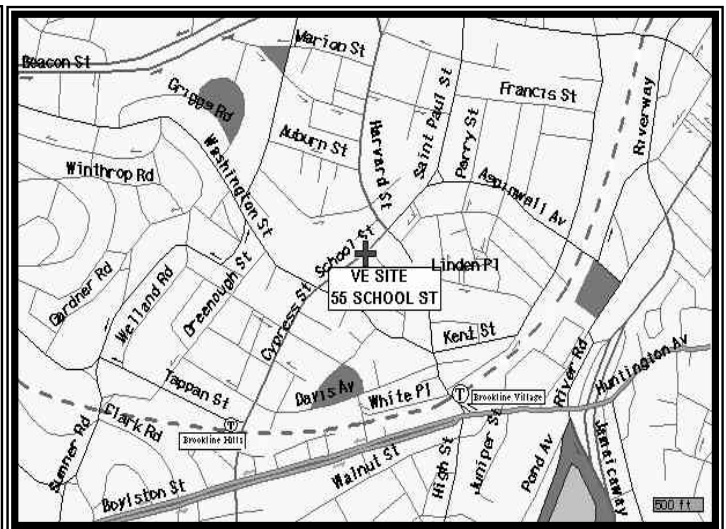 Marion St
Beacon St
Griggs Rd
Francis St
Riverway
Auburn St
Harvard St
Saint Paul St
Perry St
Washington St
Winthrop Rd
Aspinwall Av
School St
Linden Pl
VE SITE
55 SCHOOL ST
Gardner Rd
Welland Rd
Greenough St
Cypress St
Kent St
River Rd
Huntington Av
Tappan St
Davis Av
White Pl
T
Brookline Village
T
Brookline Hills
Clark Rd
Sumner Rd
Walnut St
High St
Juniper St
Pond Av
Jamaicaway
Boylston St
500 ft